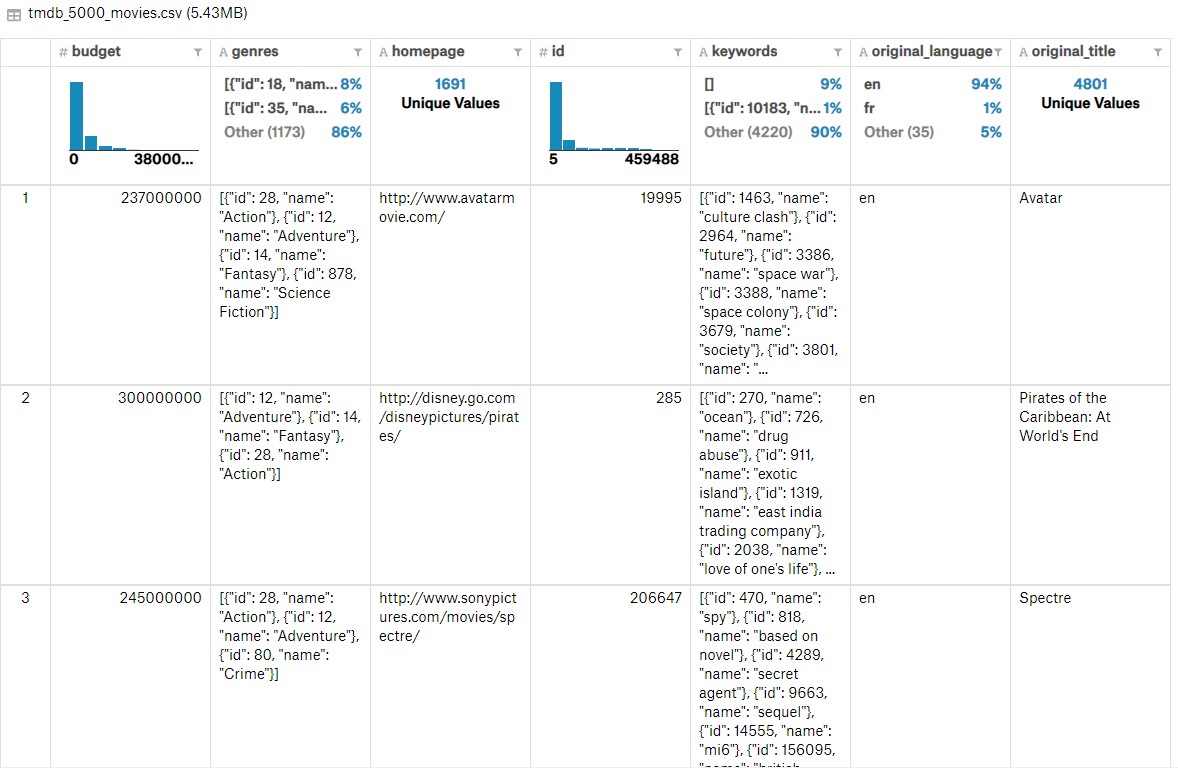 tmdb_5000_movies.csv (5.43MB)
# budget
A genres
A homepage
# id
A keywords
A original_language
A original_title
0 38000...
[{"id": 18, "nam... 8%
[{"id": 35, "na... 6%
Other (1173) 86%
1691
Unique Values
5 459488
[] 9%
[{"id": 10183, "n... 1%
Other (4220) 90%
en 94%
fr 1%
Other (35) 5%
4801
Unique Values
1
237000000
[{"id": 28, "name":
"Action"}, {"id": 12,
"name": "Adventure"},
{"id": 14, "name":
"Fantasy"}, {"id": 878,
"name": "Science
Fiction"}]
http://www.avatarm
ovie.com/
19995
[{"id": 1463, "name":
"culture clash"}, {"id":
2964, "name":
"future"}, {"id": 3386,
"name": "space war"},
{"id": 3388, "name":
"space colony"}, {"id":
3679, "name":
"society"}, {"id": 3801,
"name": "...
en
Avatar
2
300000000
[{"id": 12, "name":
"Adventure"}, {"id": 14,
"name": "Fantasy"},
{"id": 28, "name":
"Action"}]
http://disney.go.com
/disneypictures/pirat
es/
285
[{"id": 270, "name":
"ocean"}, {"id": 726,
"name": "drug
abuse"}, {"id": 911,
"name": "exotic
island"}, {"id": 1319,
"name": "east india
trading company"},
{"id": 2038, "name":
"love of one's life"}, ...
en
Pirates of the
Caribbean: At
World's End
3
245000000
[{"id": 28, "name":
"Action"}, {"id": 12,
"name": "Adventure"},
{"id": 80, "name":
"Crime"}]
http://www.sonypict
ures.com/movies/sp
ectre/
206647
[{"id": 470, "name":
"spy"}, {"id": 818,
"name": "based on
novel"}, {"id": 4289,
"name": "secret
agent"}, {"id": 9663,
"name": "sequel"},
{"id": 14555, "name":
"mi6"}, {"id": 156095,
en
Spectre